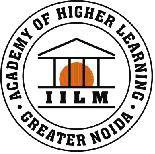 ACADEMY OF HIGHER LEARNING
IILM
• GREATER NOIDA •